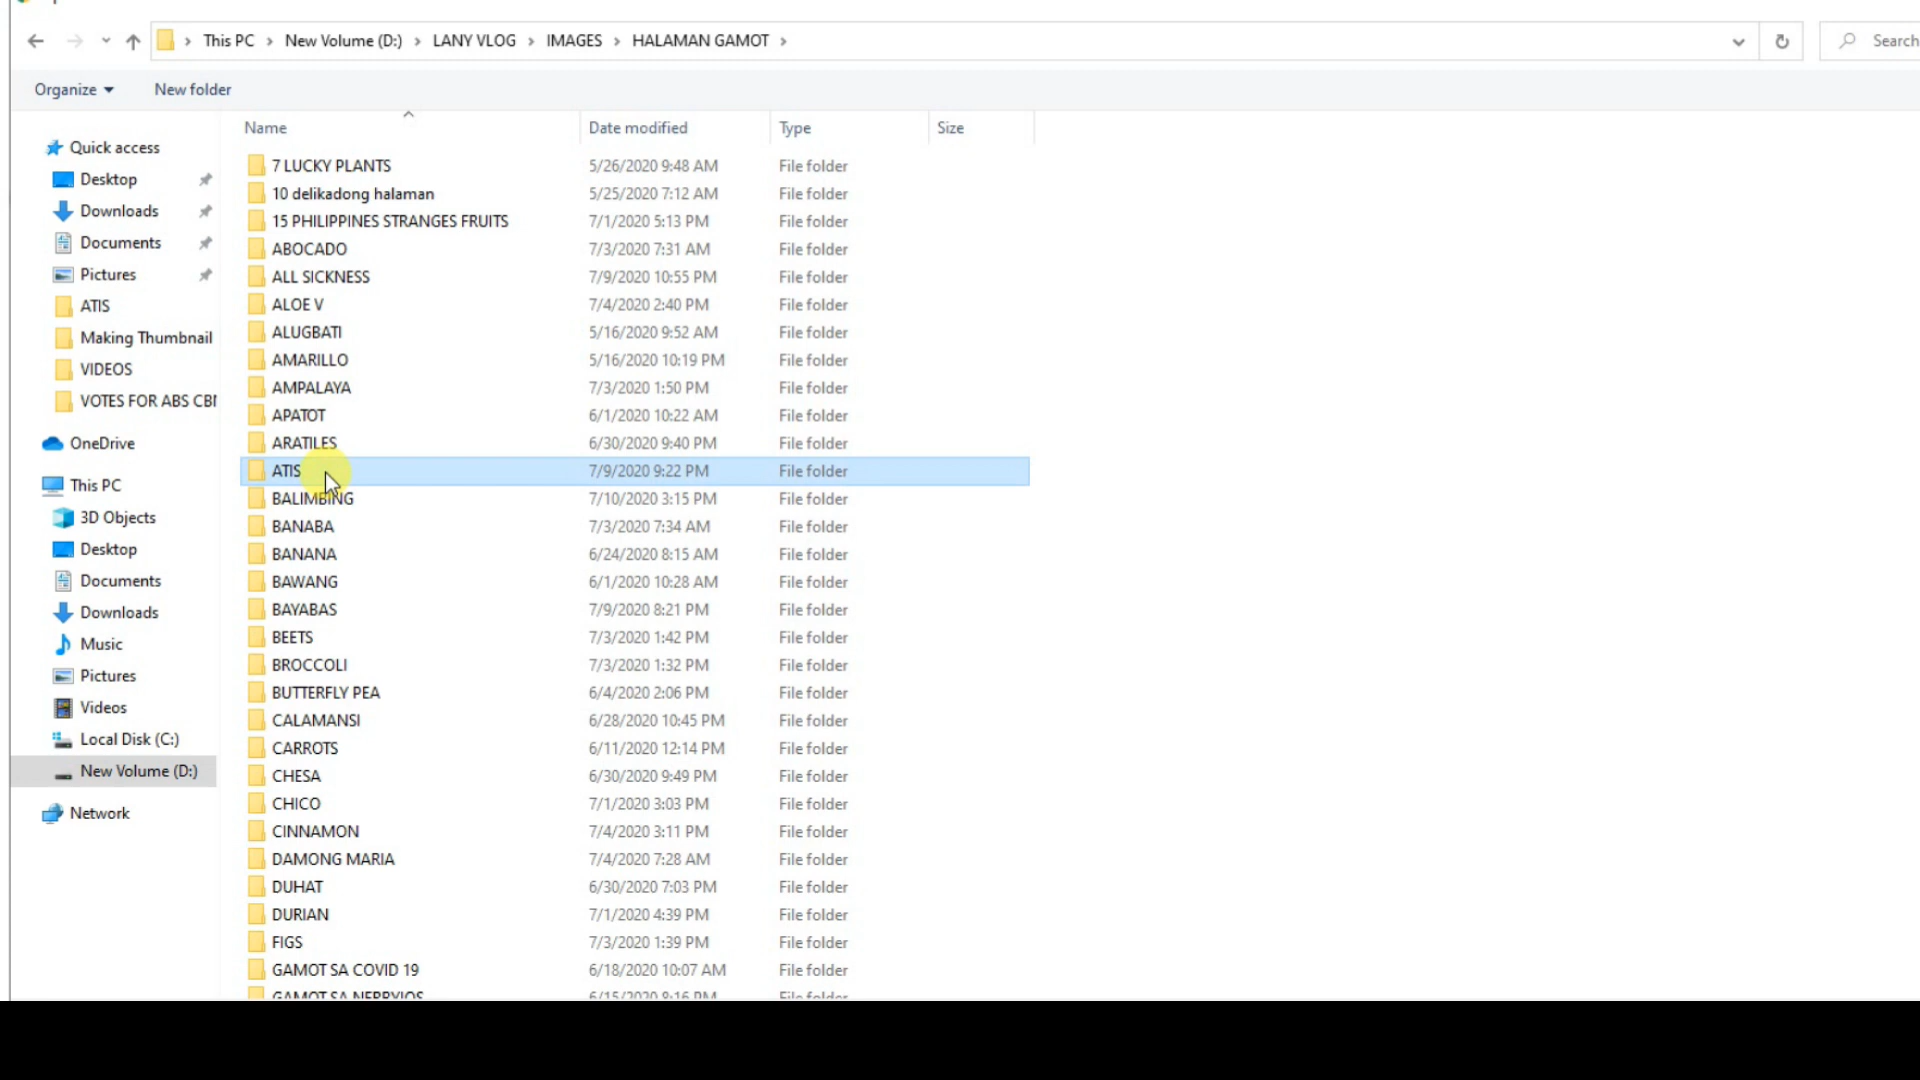 This PC > New Volume (D:) > LANY VLOG > IMAGES > HALAMAN GAMOT >
Search
Organize
New folder
Name
Date modified
Type
Size
Quick access
Desktop
Downloads
Documents
Pictures
ATIS
Making Thumbnail
VIDEOS
VOTES FOR ABS CBN
OneDrive
This PC
3D Objects
Desktop
Documents
Downloads
Music
Pictures
Videos
Local Disk (C:)
New Volume (D:)
Network
7 LUCKY PLANTS 5/26/2020 9:48 AM File folder
10 delikadong halaman 5/25/2020 7:12 AM File folder
15 PHILIPPINES STRANGES FRUITS 7/1/2020 5:13 PM File folder
ABOCADO 7/3/2020 7:31 AM File folder
ALL SICKNESS 7/9/2020 10:55 PM File folder
ALOE V 7/4/2020 2:40 PM File folder
ALUGBATI 5/16/2020 9:52 AM File folder
AMARILLO 5/16/2020 10:19 PM File folder
AMPALAYA 7/3/2020 1:50 PM File folder
APATOT 6/1/2020 10:22 AM File folder
ARATILES 6/30/2020 9:40 PM File folder
ATIS 7/9/2020 9:22 PM File folder
BALIMBING 7/10/2020 3:15 PM File folder
BANABA 7/3/2020 7:34 AM File folder
BANANA 6/24/2020 8:15 AM File folder
BAWANG 6/1/2020 10:28 AM File folder
BAYABAS 7/9/2020 8:21 PM File folder
BEETS 7/3/2020 1:42 PM File folder
BROCCOLI 7/3/2020 1:32 PM File folder
BUTTERFLY PEA 6/4/2020 2:06 PM File folder
CALAMANSI 6/28/2020 10:45 PM File folder
CARROTS 6/11/2020 12:14 PM File folder
CHESA 6/30/2020 9:49 PM File folder
CHICO 7/1/2020 3:03 PM File folder
CINNAMON 7/4/2020 3:11 PM File folder
DAMONG MARIA 7/4/2020 7:28 AM File folder
DUHAT 6/30/2020 7:03 PM File folder
DURIAN 7/1/2020 4:39 PM File folder
FIGS 7/3/2020 1:39 PM File folder
GAMOT SA COVID 19 6/18/2020 10:07 AM File folder
GAMOT SA NERBYIOS 6/15/2020 8:16 PM File folder